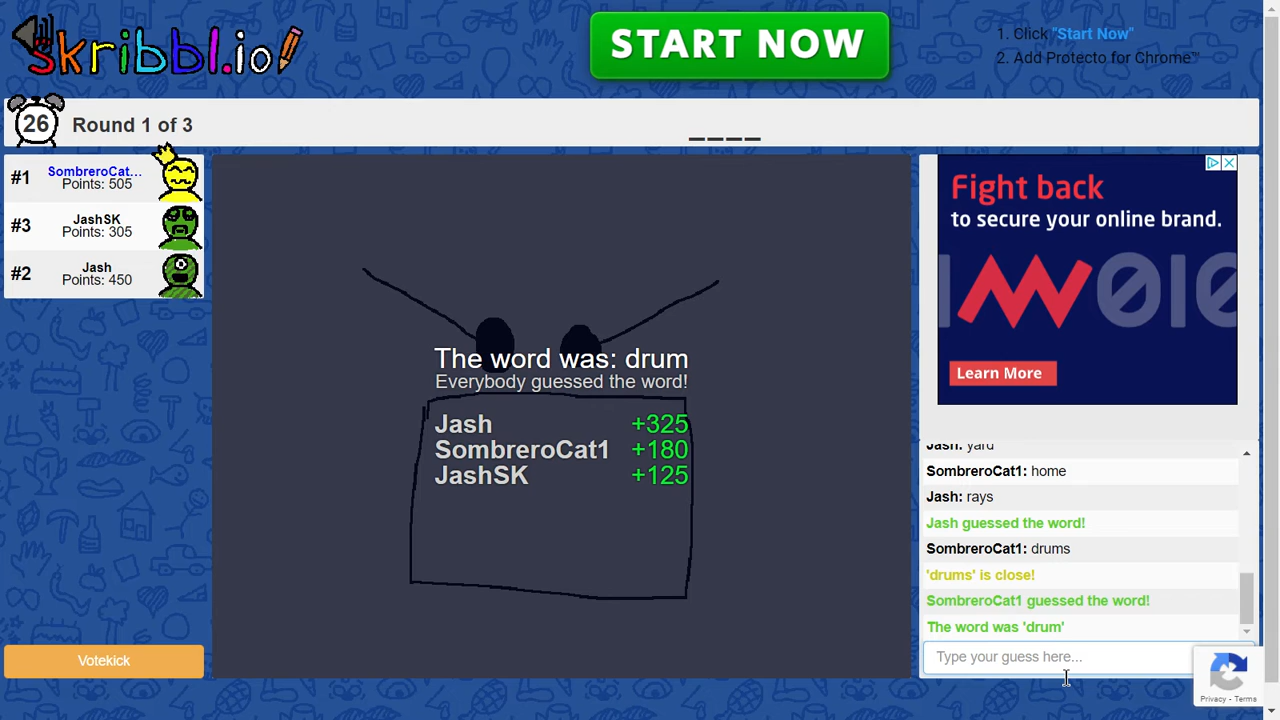 skribbl.io
START NOW
1. Click "Start Now"
2. Add Protecto for Chrome™
26
Round 1 of 3
_ _ _ _
#1
SombreroCat...
Points: 505
#3
JashSK
Points: 305
#2
Jash
Points: 450
The word was: drum
Everybody guessed the word!
Jash +325
SombreroCat1 +180
JashSK +125
Votekick
Fight back
to secure your online brand.
Learn More
Jash: yard
SombreroCat1: home
Jash: rays
Jash guessed the word!
SombreroCat1: drums
'drums' is close!
SombreroCat1 guessed the word!
The word was 'drum'
Type your guess here...
Privacy - Terms